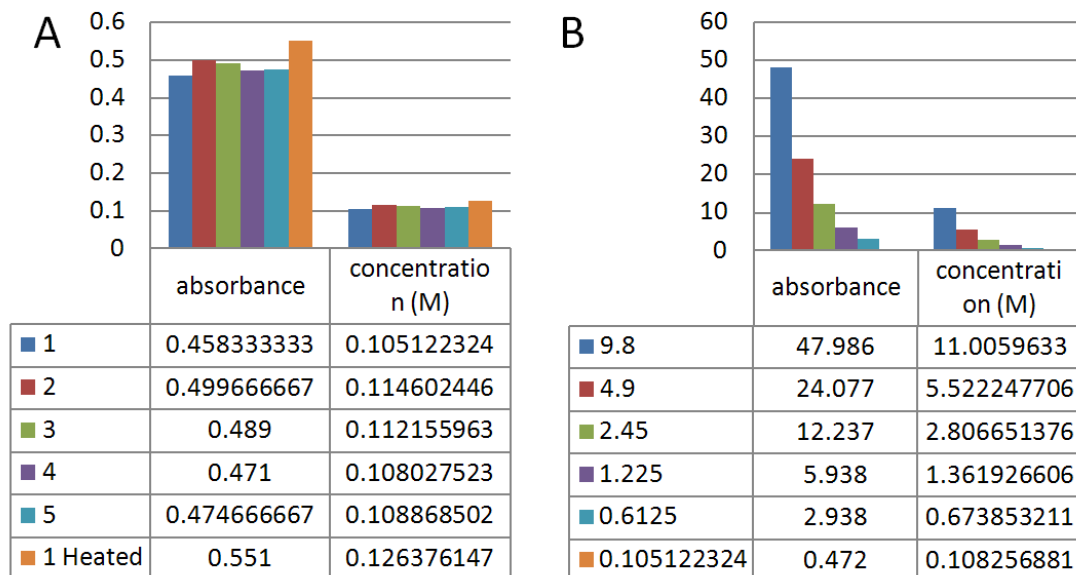 A
0.6
0.5
0.4
0.3
0.2
0.1
0
absorbance
concentratio
n (M)
1 0.458333333 0.105122324
2 0.499666667 0.114602446
3 0.489 0.112155963
4 0.471 0.108027523
5 0.474666667 0.108868502
1 Heated 0.551 0.126376147
B
60
50
40
30
20
10
0
absorbance
concentrati
on (M)
9.8 47.986 11.0059633
4.9 24.077 5.522247706
2.45 12.237 2.806651376
1.225 5.938 1.361926606
0.6125 2.938 0.673853211
0.105122324 0.472 0.108256881